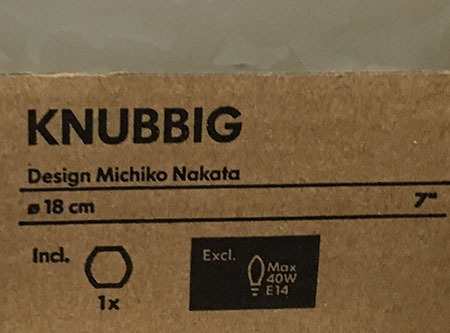 KNUBBIG
Design Michiko Nakata
ø 18 cm 7"
Incl.
1x
Excl.
Max
40W
E14